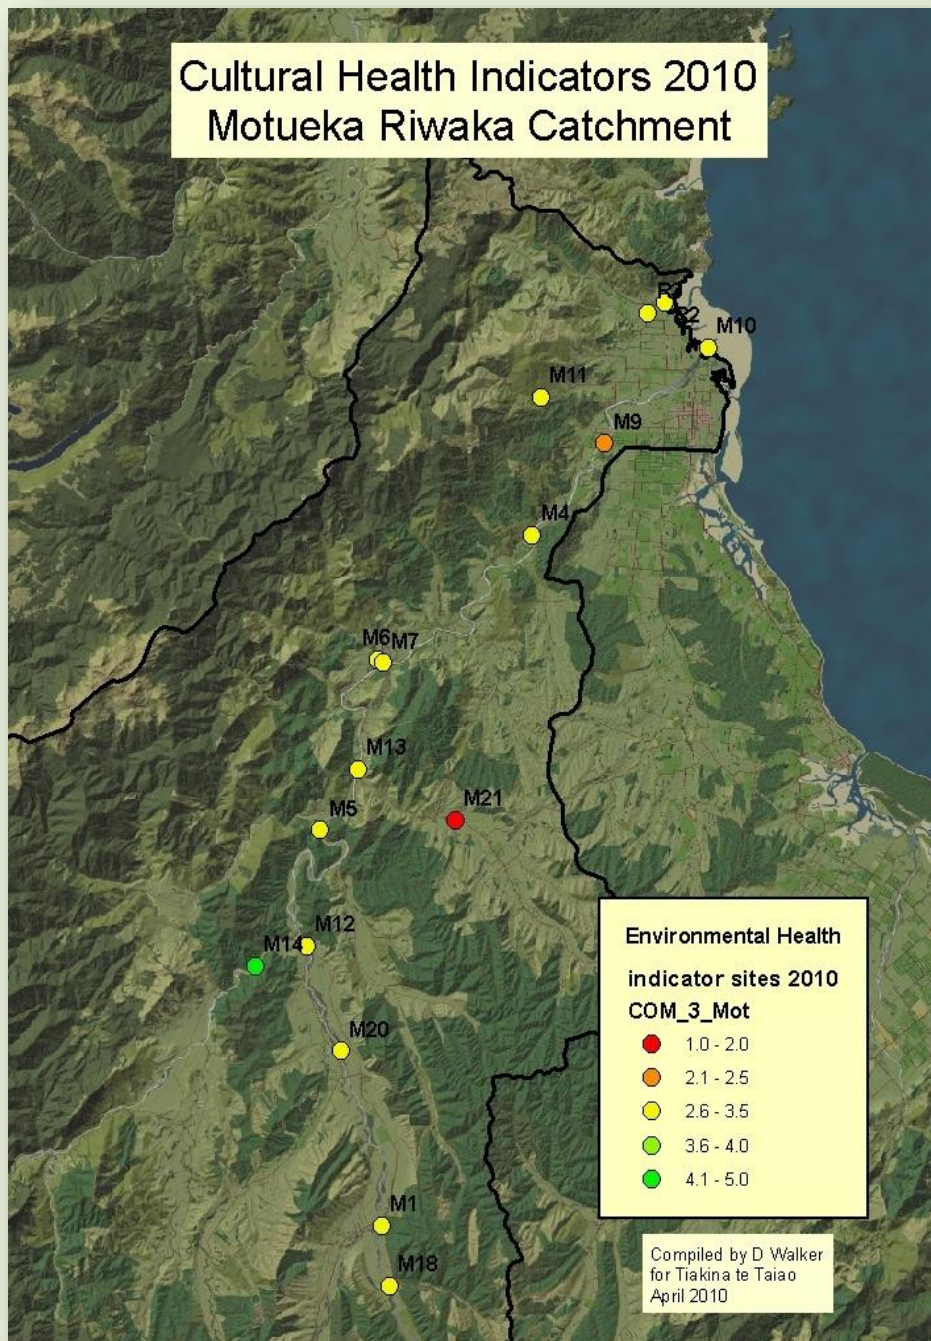 Cultural Health Indicators 2010
Motueka Riwaka Catchment
M10
M11
M9
M4
M6
M7
M13
M21
M5
M12
M14
M20
M1
M18
Environmental Health
indicator sites 2010
COM_3_Mot
1.0 - 2.0
2.1 - 2.5
2.6 - 3.5
3.6 - 4.0
4.1 - 5.0
Compiled by D Walker
for Tiakina te Taiao
April 2010